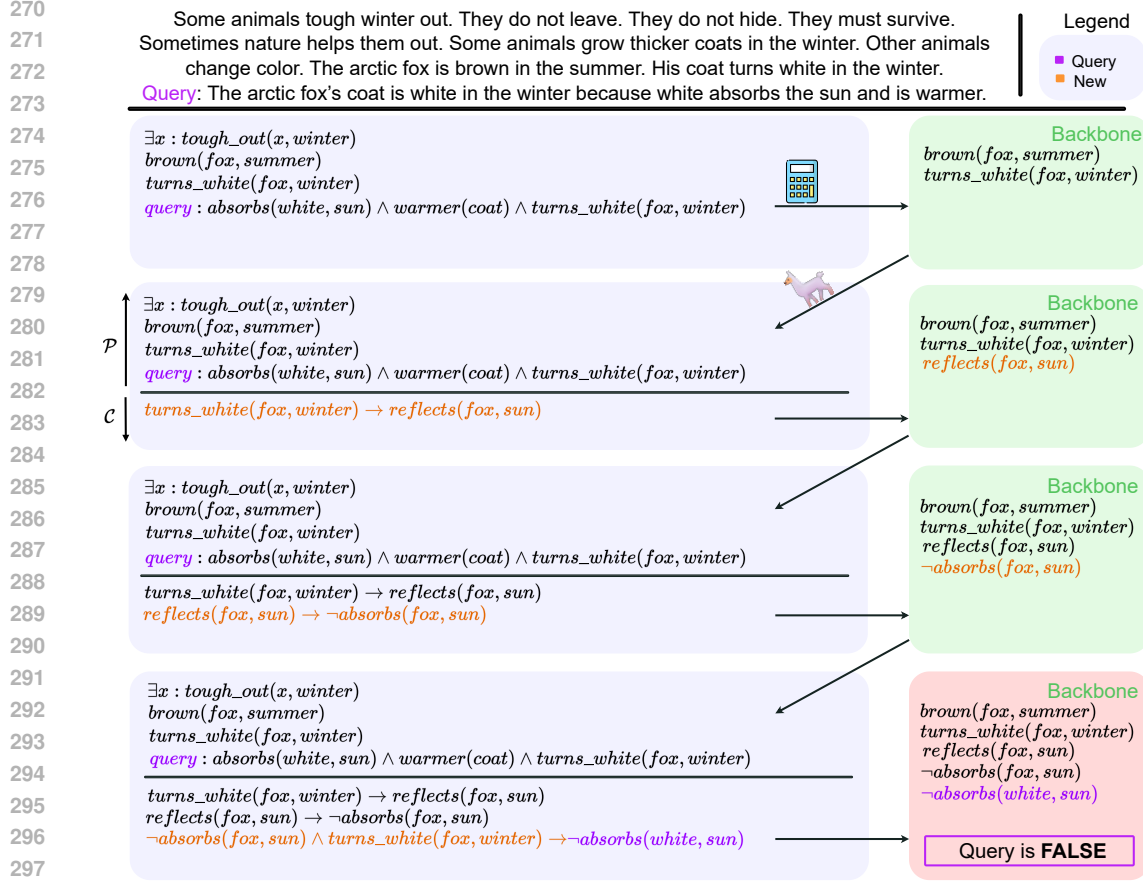 270
Some animals tough winter out. They do not leave. They do not hide. They must survive.
Legend
271
Sometimes nature helps them out. Some animals grow thicker coats in the winter. Other animals
Query
272
change color. The arctic fox is brown in the summer. His coat turns white in the winter.
New
273
Query: The arctic fox's coat is white in the winter because white absorbs the sun and is warmer.
274
275
276
277
278
∃x : tough_out(x, winter)
brown(fox, summer)
turns_white(fox, winter)
query : absorbs(white, sun) ∧ warmer(coat) ∧ turns_white(fox, winter)
Backbone
brown(fox, summer)
turns_white(fox, winter)
279
280
281
282
283
284
𝒫
𝒞
∃x : tough_out(x, winter)
brown(fox, summer)
turns_white(fox, winter)
query : absorbs(white, sun) ∧ warmer(coat) ∧ turns_white(fox, winter)
turns_white(fox, winter) → reflects(fox, sun)
Backbone
brown(fox, summer)
turns_white(fox, winter)
reflects(fox, sun)
285
286
287
288
289
290
∃x : tough_out(x, winter)
brown(fox, summer)
turns_white(fox, winter)
query : absorbs(white, sun) ∧ warmer(coat) ∧ turns_white(fox, winter)
turns_white(fox, winter) → reflects(fox, sun)
reflects(fox, sun) → ¬absorbs(fox, sun)
Backbone
brown(fox, summer)
turns_white(fox, winter)
reflects(fox, sun)
¬absorbs(fox, sun)
291
292
293
294
295
296
297
∃x : tough_out(x, winter)
brown(fox, summer)
turns_white(fox, winter)
query : absorbs(white, sun) ∧ warmer(coat) ∧ turns_white(fox, winter)
turns_white(fox, winter) → reflects(fox, sun)
reflects(fox, sun) → ¬absorbs(fox, sun)
¬absorbs(fox, sun) ∧ turns_white(fox, winter) →¬absorbs(white, sun)
Backbone
brown(fox, summer)
turns_white(fox, winter)
reflects(fox, sun)
¬absorbs(fox, sun)
¬absorbs(white, sun)
Query is FALSE